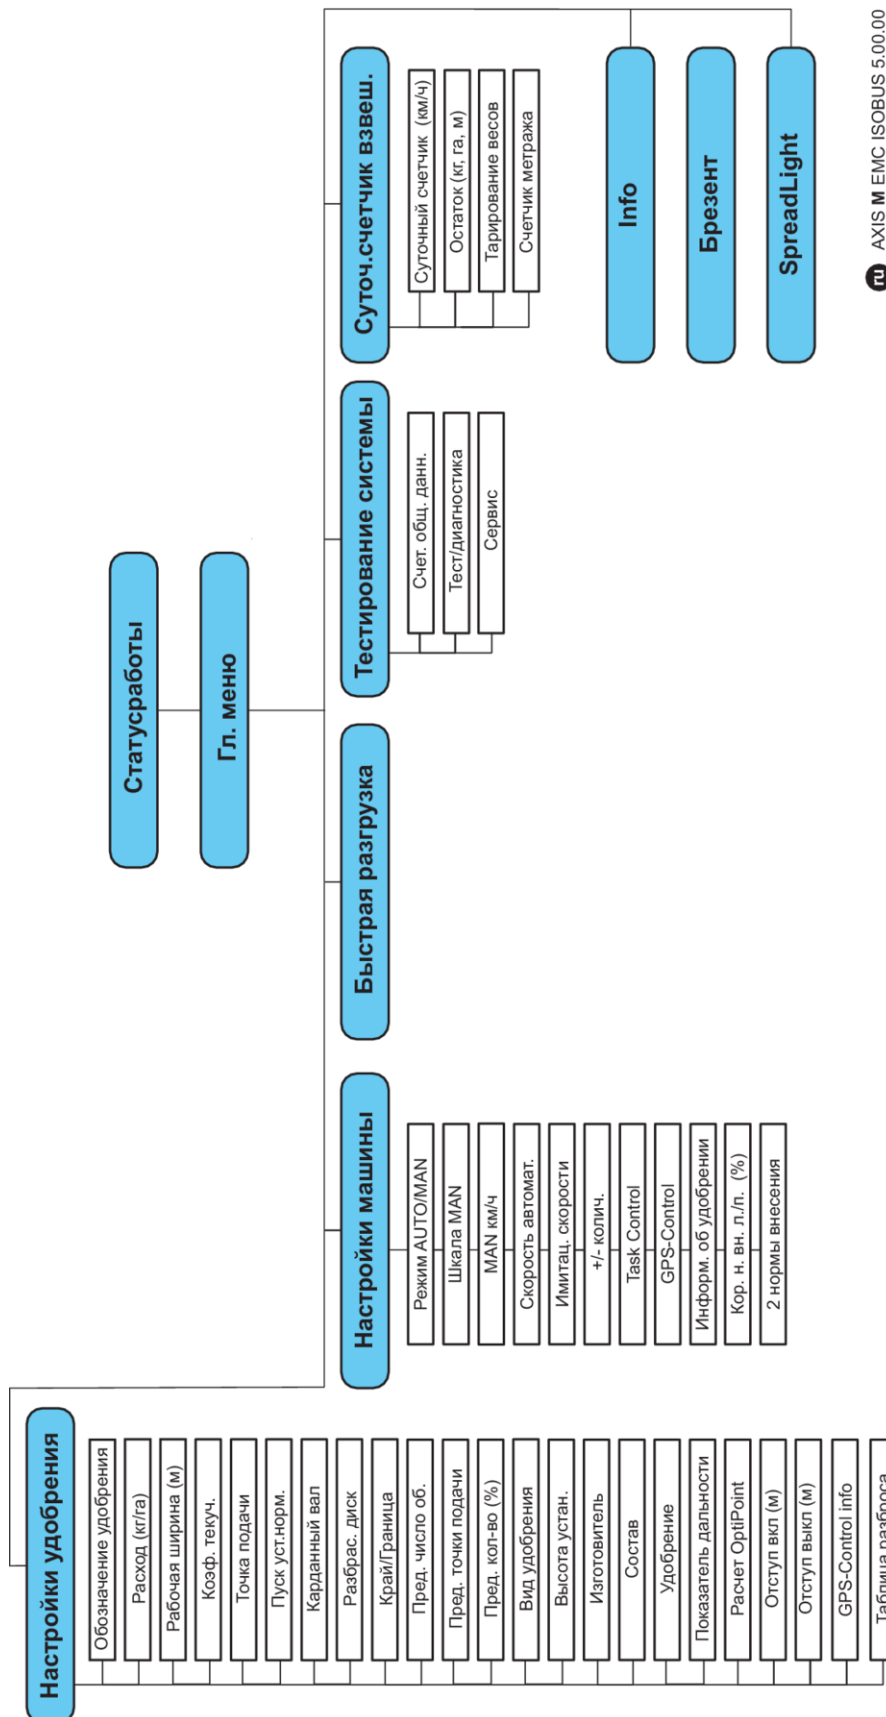 Статусработы
Гл. меню
Настройки удобрения
Обозначение удобрения
Расход (кг/га)
Рабочая ширина (м)
Коэф. текуч.
Точка подачи
Пуск уст.норм.
Карданный вал
Разбрас. диск
Край/Граница
Пред. число об.
Пред. точки подачи
Пред. кол-во (%)
Вид удобрения
Высота устан.
Изготовитель
Состав
Удобрение
Показатель дальности
Расчет OptiPoint
Отступ вкл (м)
Отступ выкл (м)
GPS-Control info
Таблица разброса
Настройки машины
Режим AUTO/MAN
Шкала MAN
MAN км/ч
Скорость автомат.
Имитац. скорости
+/- колич.
Task Control
GPS-Control
Информ. об удобрении
Кор. н. вн. л./п. (%)
2 нормы внесения
Быстрая разгрузка
Тестирование системы
Счет. общ. данн.
Тест/диагностика
Сервис
Суточ.счетчик взвеш.
Суточный счетчик (км/ч)
Остаток (кг, га, м)
Тарирование весов
Счетчик метража
Info
Брезент
SpreadLight
ru AXIS M EMC ISOBUS 5.00.00